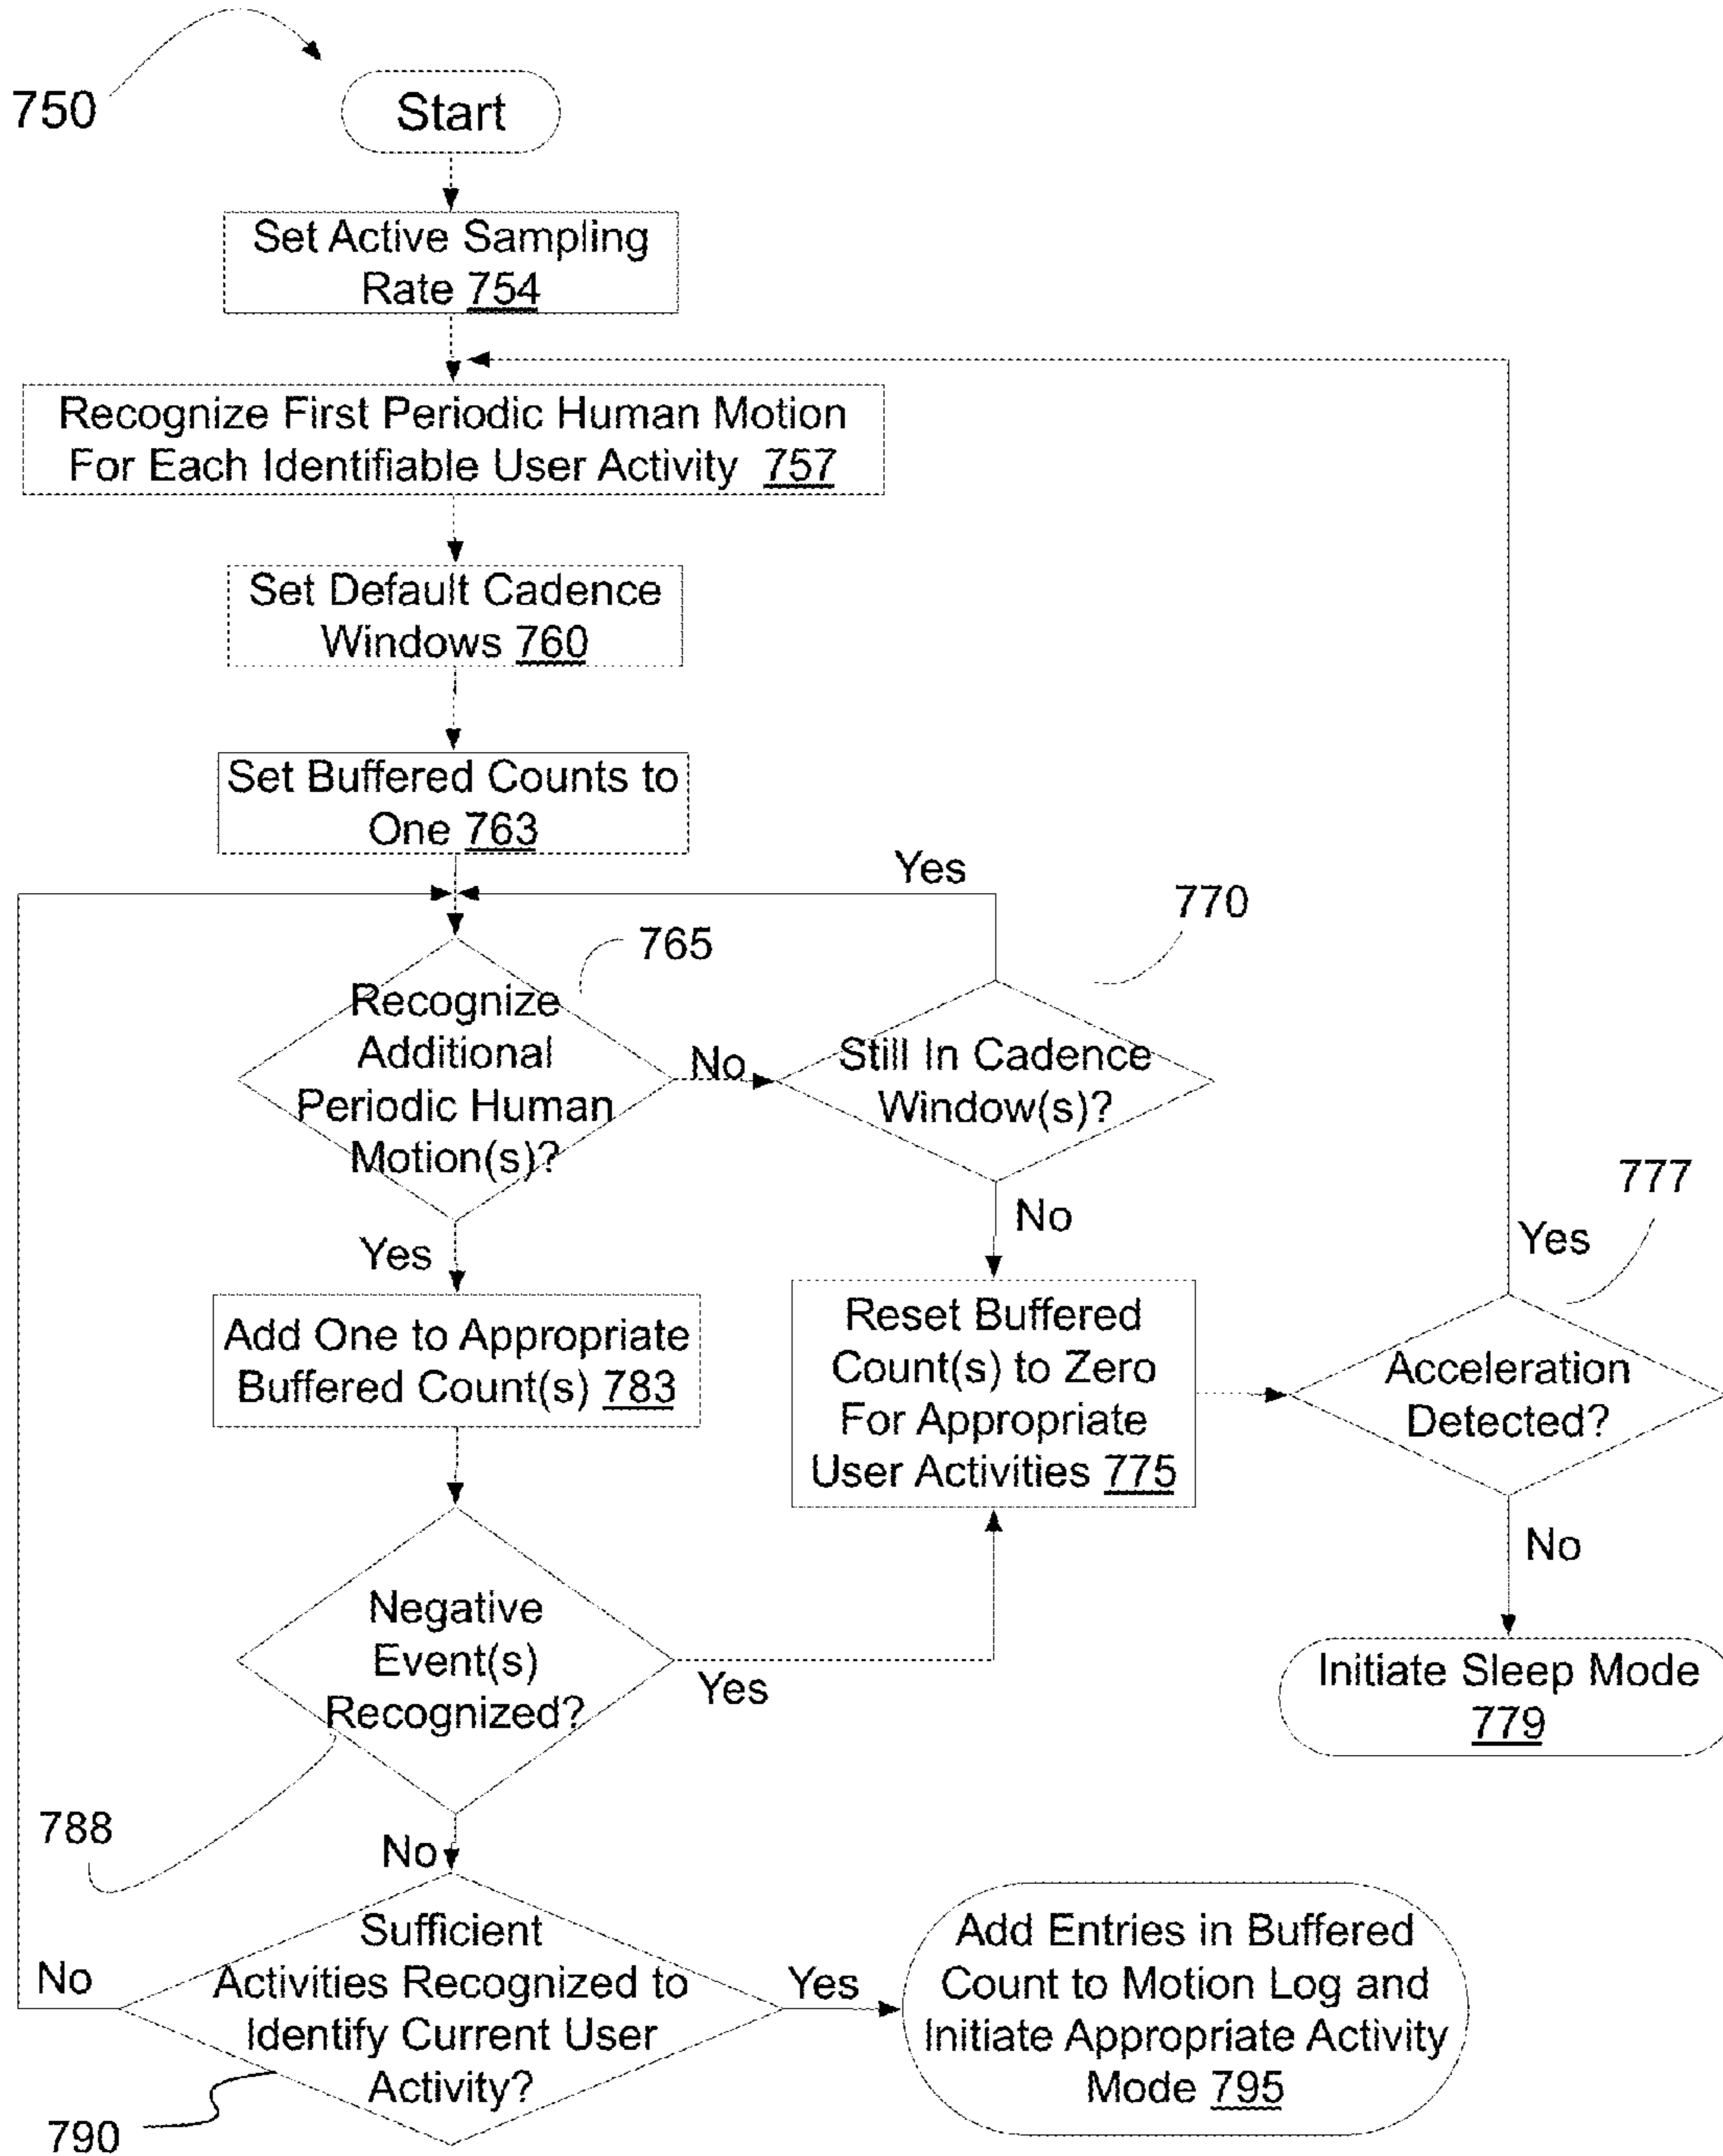 750
Start
Set Active Sampling
Rate 754
Recognize First Periodic Human Motion
For Each Identifiable User Activity 757
Set Default Cadence
Windows 760
Set Buffered Counts to
One 763
Yes
770
765
Recognize
Additional
Periodic Human
Motion(s)?
No
Still In Cadence
Window(s)?
777
No
Yes
Yes
Add One to Appropriate
Buffered Count(s) 783
Reset Buffered
Count(s) to Zero
For Appropriate
User Activities 775
Acceleration
Detected?
No
Negative
Event(s)
Recognized?
Yes
Initiate Sleep Mode
779
788
No
Sufficient
Activities Recognized to
Identify Current User
Activity?
No
Yes
Add Entries in Buffered
Count to Motion Log and
Initiate Appropriate Activity
Mode 795
790